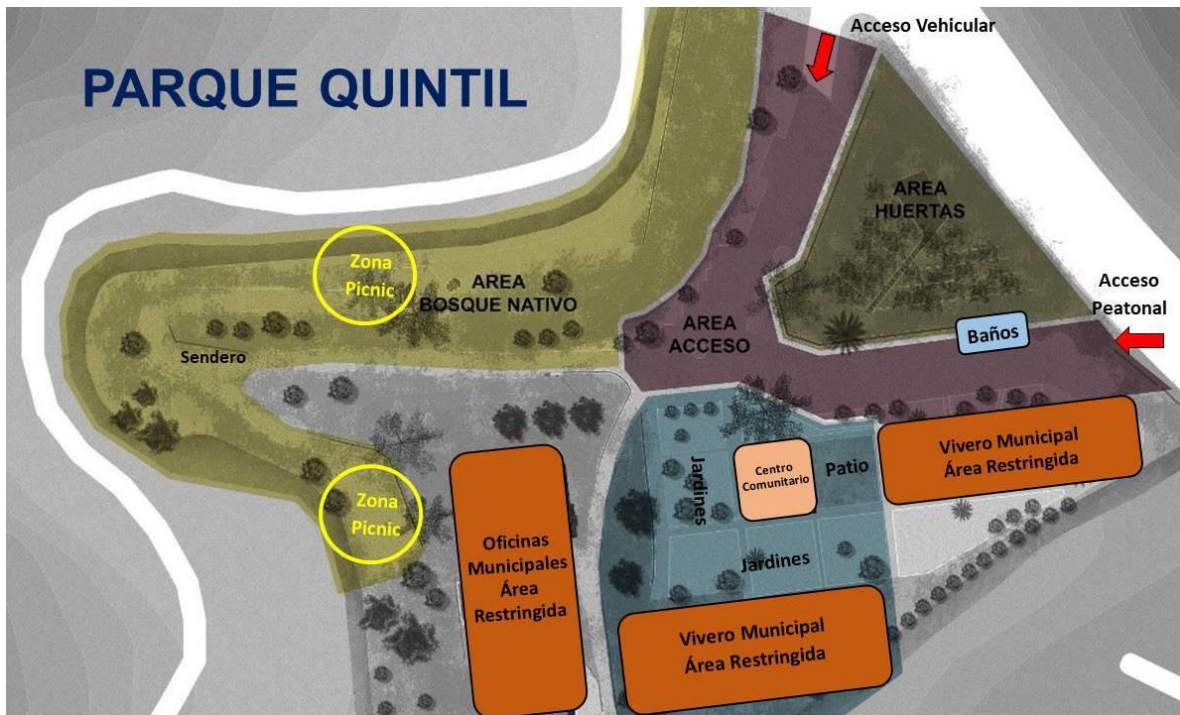 Acceso Vehicular
PARQUE QUINTIL
AREA
HUERTAS
Zona
Picnic
AREA
BOSQUE NATIVO
Acceso
Peatonal
AREA
ACCESO
Baños
Sendero
Vivero Municipal
Área Restringida
Jardines
Centro
Comunitario
Patio
Zona
Picnic
Oficinas
Municipales
Área
Restringida
Jardines
Vivero Municipal
Área Restringida